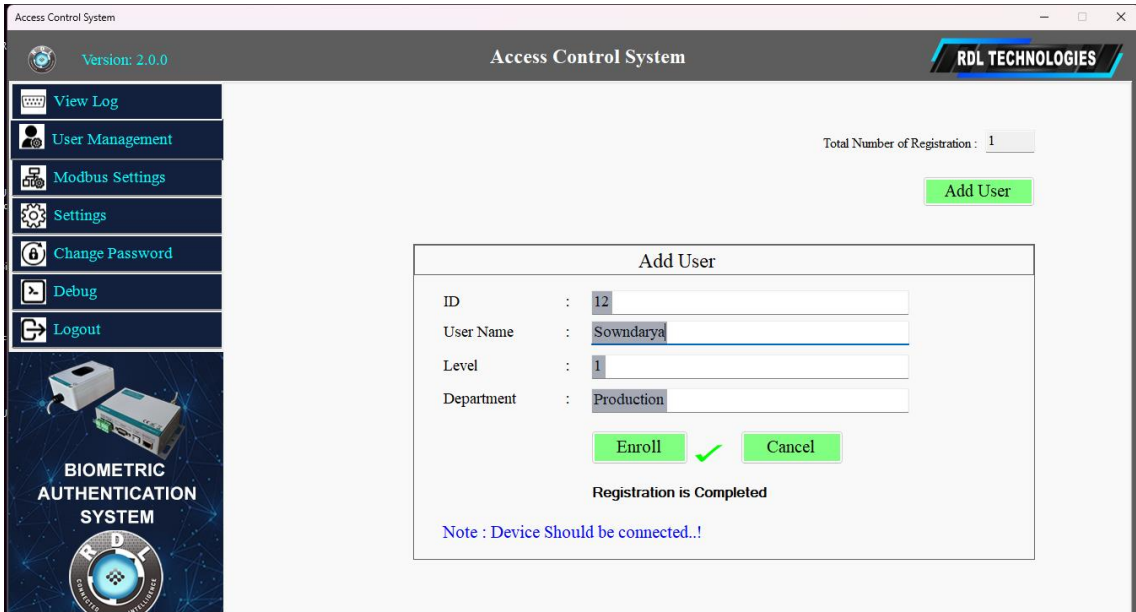 Access Control System
Version: 2.0.0
Access Control System
RDL TECHNOLOGIES
View Log
User Management
Modbus Settings
Settings
Change Password
Debug
Logout
BIOMETRIC
AUTHENTICATION
SYSTEM
RDL
Total Number of Registration : 1
Add User
Add User
ID : 12
User Name : Sowndarya
Level : 1
Department : Production
Enroll Cancel
Registration is Completed
Note : Device Should be connected..!